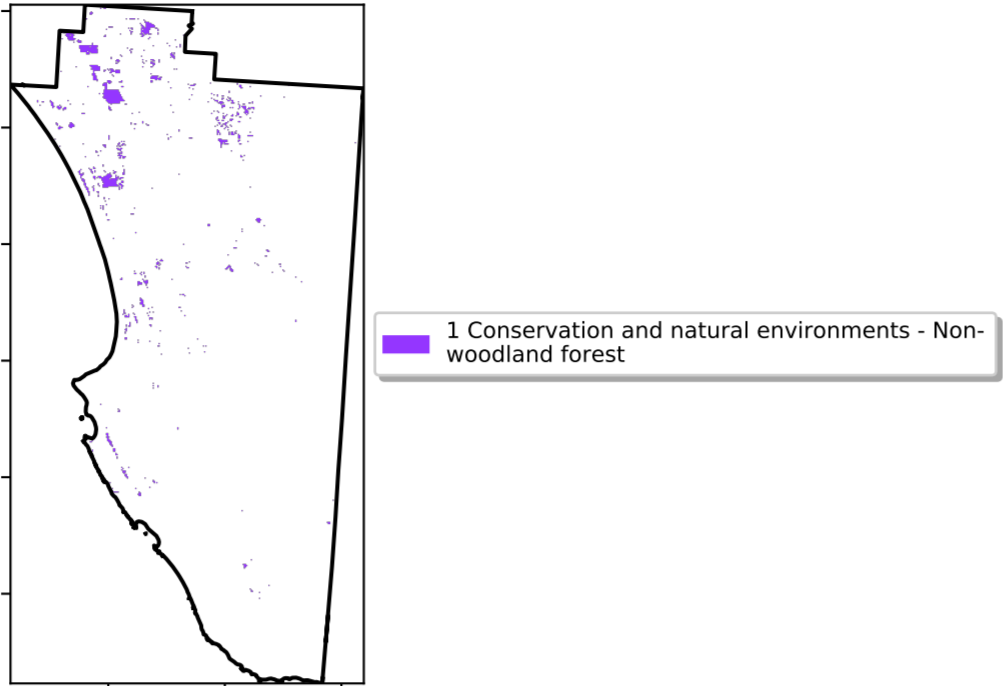 1 Conservation and natural environments - Non-
woodland forest